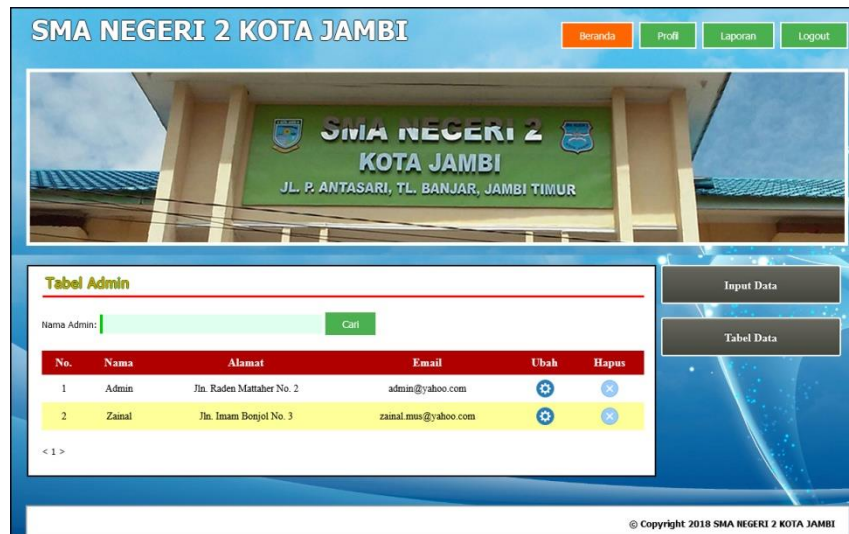 SMA NEGERI 2 KOTA JAMBI
Beranda Profil Laporan Logout
SMA NEGERI 2
KOTA JAMBI
JL. P. ANTASARI, TL. BANJAR, JAMBI TIMUR
Tabel Admin
Input Data
Nama Admin: Cari
Tabel Data
No. Nama Alamat Email Ubah Hapus
1 Admin Jln. Raden Mattaher No. 2 admin@yahoo.com
2 Zainal Jln. Imam Bonjol No. 3 zainal.mus@yahoo.com
< 1 >
© Copyright 2018 SMA NEGERI 2 KOTA JAMBI